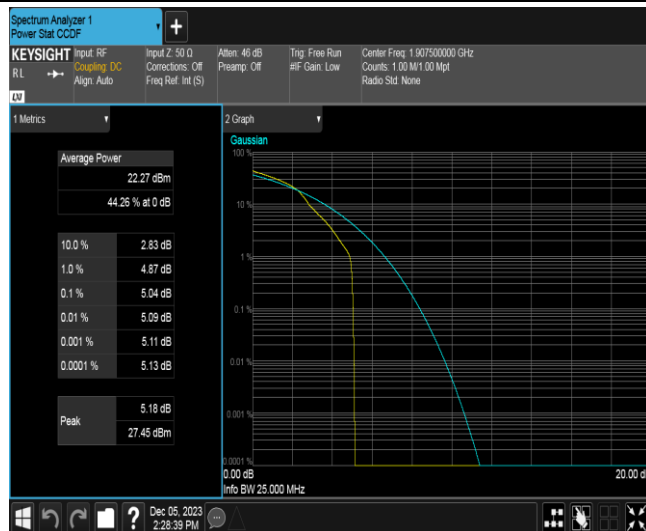 Spectrum Analyzer 1
Power Stat CCDF
KEYSIGHT
RL
Input: RF
Coupling: DC
Align: Auto
Input Z: 50 Ω
Corrections: Off
Freq Ref: Int (S)
Atten: 46 dB
Preamp: Off
Trig: Free Run
#IF Gain: Low
Center Freq: 1.907500000 GHz
Counts: 1.00 M/1.00 Mpt
Radio Std: None
1 Metrics
Average Power
22.27 dBm
44.26 % at 0 dB
10.0 % 2.83 dB
1.0 % 4.87 dB
0.1 % 5.04 dB
0.01 % 5.09 dB
0.001 % 5.11 dB
0.0001 % 5.13 dB
Peak
5.18 dB
27.45 dBm
2 Graph
Gaussian
100 %
10 %
1 %
0.1 %
0.01 %
0.001 %
0.0001 %
0.00 dB
20.00 d
Info BW 25.000 MHz
?
Dec 05, 2023
2:28:39 PM